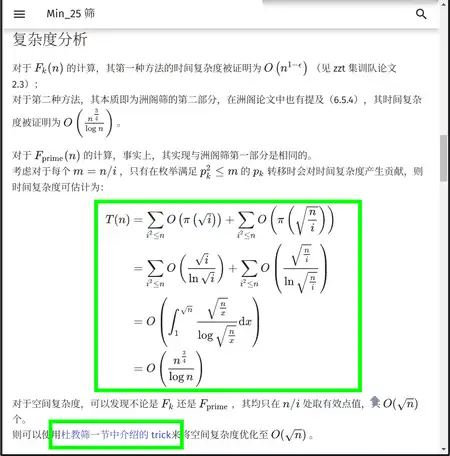 Min_25 筛
复杂度分析
对于 $F_k(n)$ 的计算，其第一种方法的时间复杂度被证明为 $O\left(n^{1-\epsilon}\right)$（见 zzt 集训队论文
2.3）；
对于第二种方法，其本质即为洲阁筛的第二部分，在洲阁论文中也有提及（6.5.4），其时间复杂
度被证明为 $O\left(\frac{n^{\frac{3}{4}}}{\log n}\right)$。
对于 $F_{\text{prime}}(n)$ 的计算，事实上，其实现与洲阁筛第一部分是相同的。
考虑对于每个 $m = n/i$，只有在枚举满足 $p_k^2 \leq m$ 的 $p_k$ 转移时会对时间复杂度产生贡献，则
时间复杂度可估计为：
$T(n) = \sum_{i^2 \leq n} O\left(\pi\left(\sqrt{i}\right)\right) + \sum_{i^2 \leq n} O\left(\pi\left(\sqrt{\frac{n}{i}}\right)\right)$
$= \sum_{i^2 \leq n} O\left(\frac{\sqrt{i}}{\ln \sqrt{i}}\right) + \sum_{i^2 \leq n} O\left(\frac{\sqrt{\frac{n}{i}}}{\ln \sqrt{\frac{n}{i}}}\right)$
$= O\left(\int_1^{\sqrt{n}} \frac{\sqrt{\frac{n}{x}}}{\log \sqrt{\frac{n}{x}}} \mathrm{d}x\right)$
$= O\left(\frac{n^{\frac{3}{4}}}{\log n}\right)$
对于空间复杂度，可以发现不论是 $F_k$ 还是 $F_{\text{prime}}$，其均只在 $n/i$ 处取有效点值， $O(\sqrt{n})$
个。
则可以使用杜教筛一节中介绍的 trick来将空间复杂度优化至 $O(\sqrt{n})$。